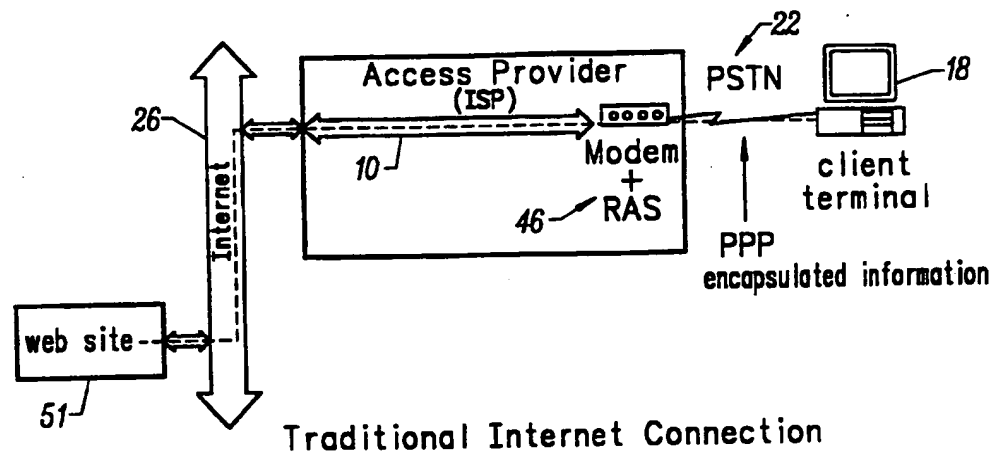 22
Access Provider
(ISP)
PSTN
18
26
10
Modem
+
RAS
46
client
terminal
Internet
PPP
encapsulated information
web site
51
Traditional Internet Connection